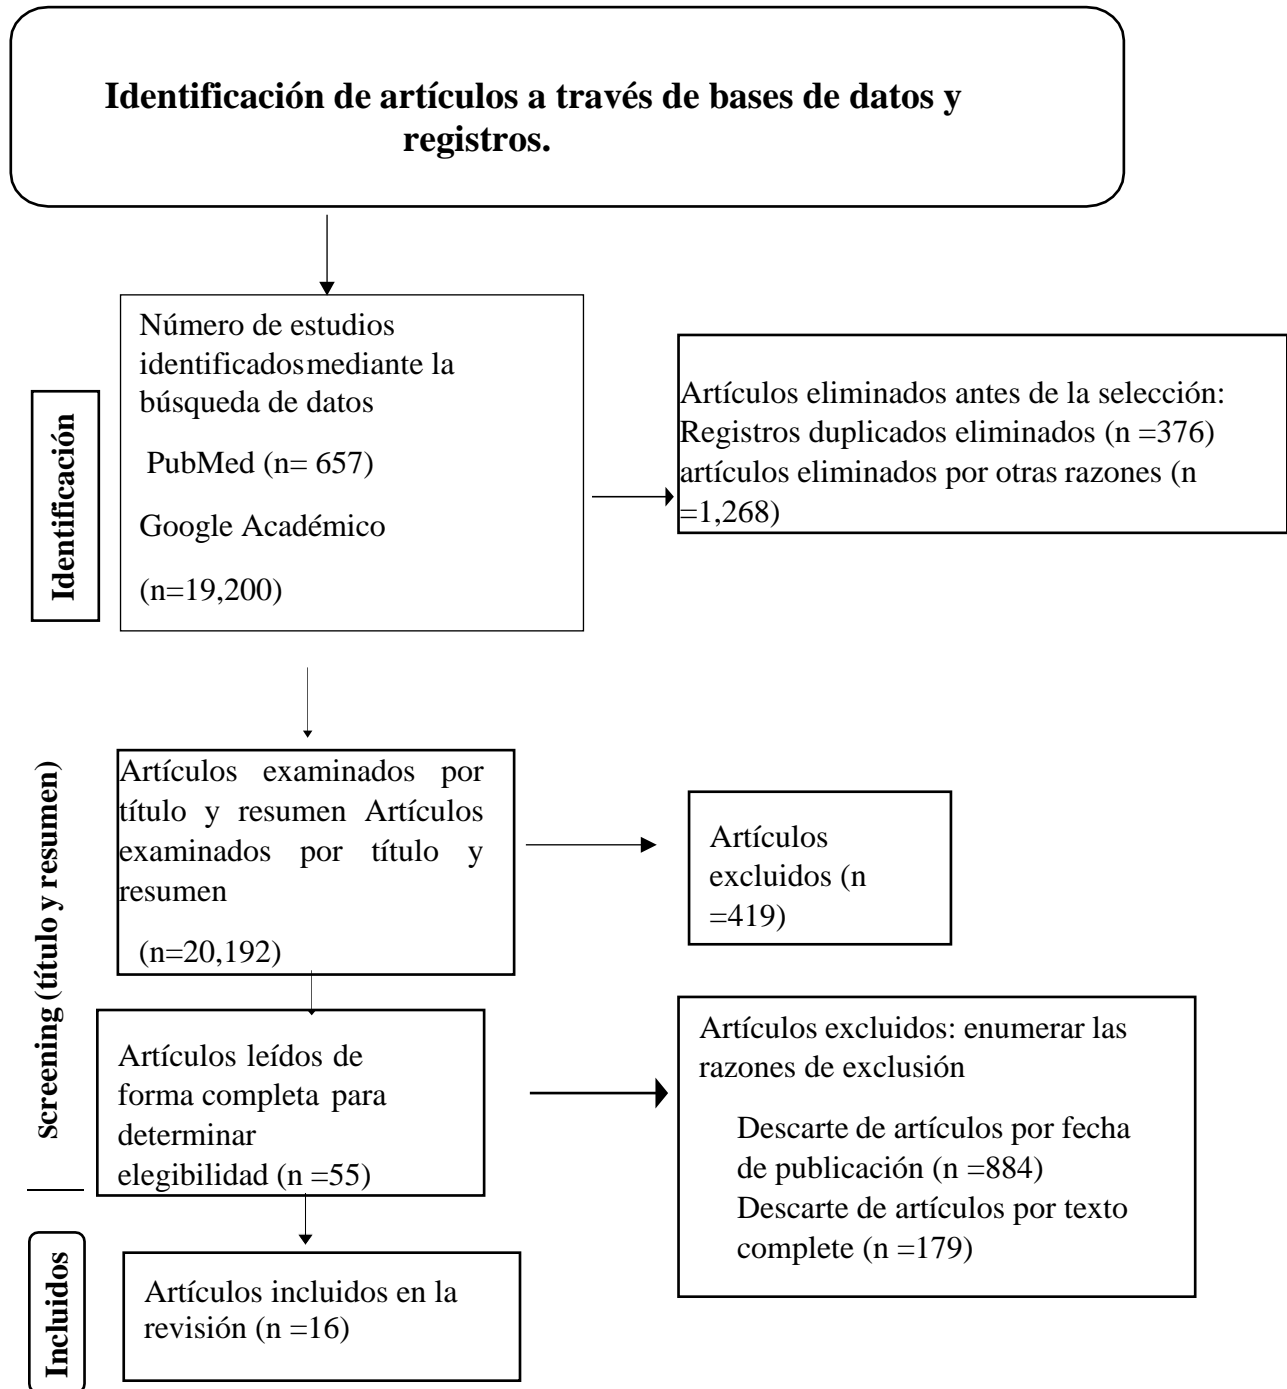 Identificación de artículos a través de bases de datos y
registros.
Identificación
Número de estudios
identificados mediante la
búsqueda de datos
PubMed (n= 657)
Google Académico
(n=19,200)
Artículos eliminados antes de la selección:
Registros duplicados eliminados (n =376)
artículos eliminados por otras razones (n
=1,268)
Screening (título y resumen)
Artículos examinados por
título y resumen Artículos
examinados por título y
resumen
(n=20,192)
Artículos
excluidos (n
=419)
Artículos leídos de
forma completa para
determinar
elegibilidad (n =55)
Artículos excluidos: enumerar las
razones de exclusión
Descarte de artículos por fecha
de publicación (n =884)
Descarte de artículos por texto
complete (n =179)
Incluidos
Artículos incluidos en la
revisión (n =16)